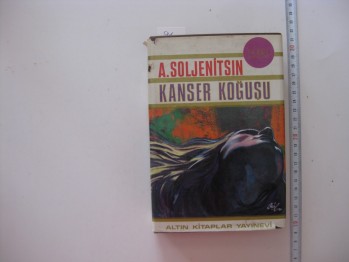 A. SOLJENİTSİN
KANSER KOĞUSU
ALTIN KİTAPLAR YAYINEVİ